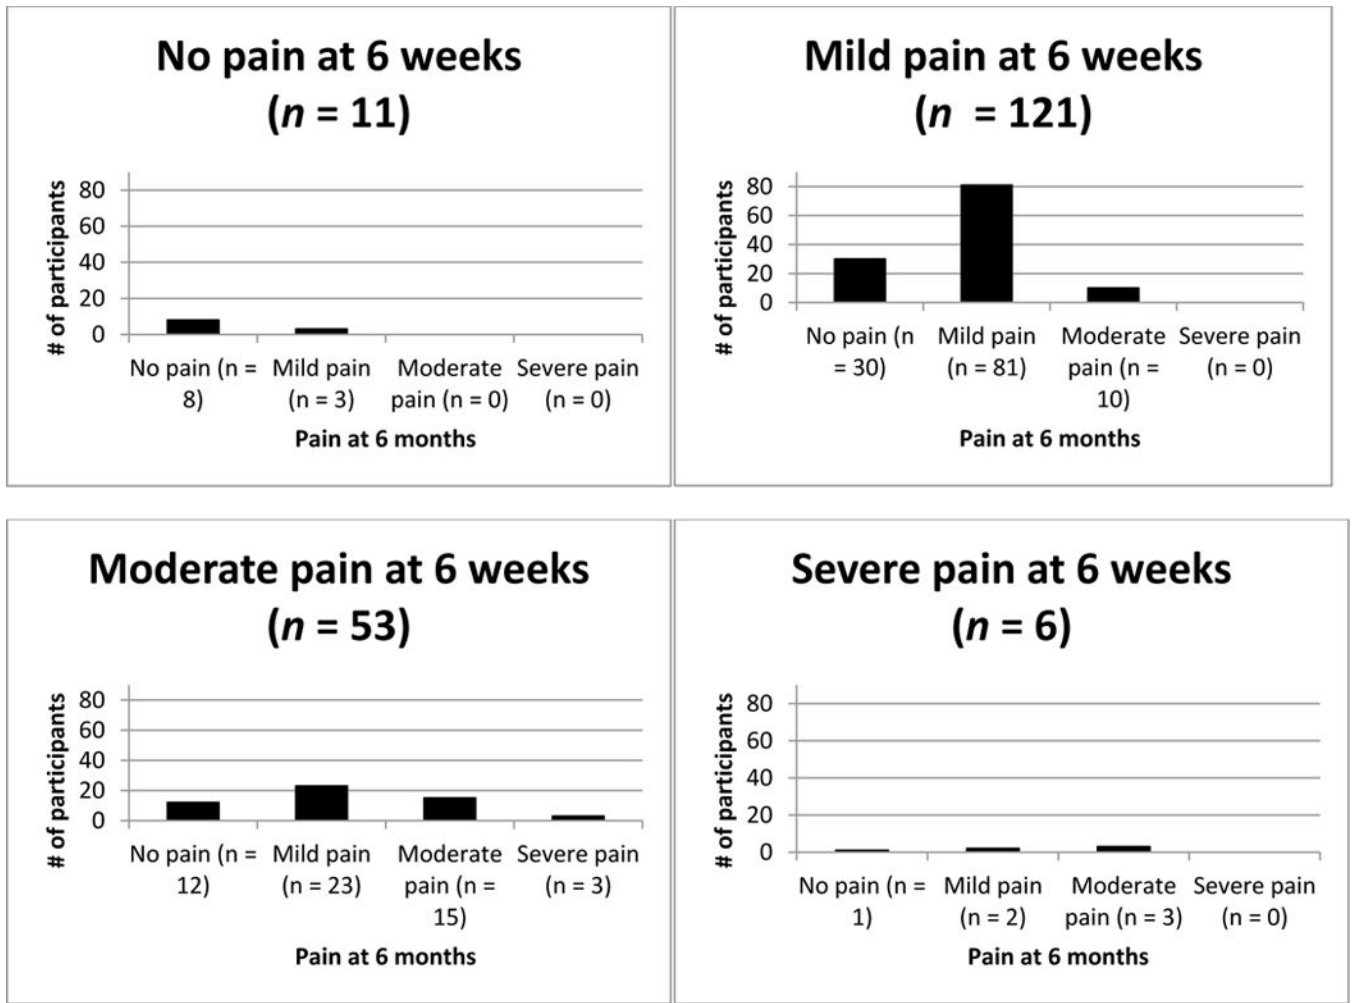 No pain at 6 weeks
(n = 11)
# of participants
80
60
40
20
0
No pain (n =
8)
Mild pain
(n = 3)
Moderate
pain (n = 0)
Severe pain
(n = 0)
Pain at 6 months
Mild pain at 6 weeks
(n = 121)
# of participants
80
60
40
20
0
No pain (n
= 30)
Mild pain
(n = 81)
Moderate
pain (n =
10)
Severe pain
(n = 0)
Pain at 6 months
Moderate pain at 6 weeks
(n = 53)
# of participants
80
60
40
20
0
No pain (n =
12)
Mild pain
(n = 23)
Moderate
pain (n =
15)
Severe pain
(n = 3)
Pain at 6 months
Severe pain at 6 weeks
(n = 6)
# of participants
80
60
40
20
0
No pain (n =
1)
Mild pain
(n = 2)
Moderate
pain (n = 3)
Severe pain
(n = 0)
Pain at 6 months